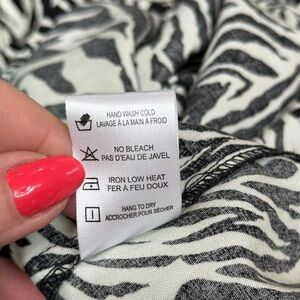 HAND WASH COLD
LAVAGE À LA MAIN À FROID
NO BLEACH
PAS D'EAU DE JAVEL
IRON LOW HEAT
FER À FEU DOUX
HANG TO DRY
ACCROCHER POUR SÉCHER